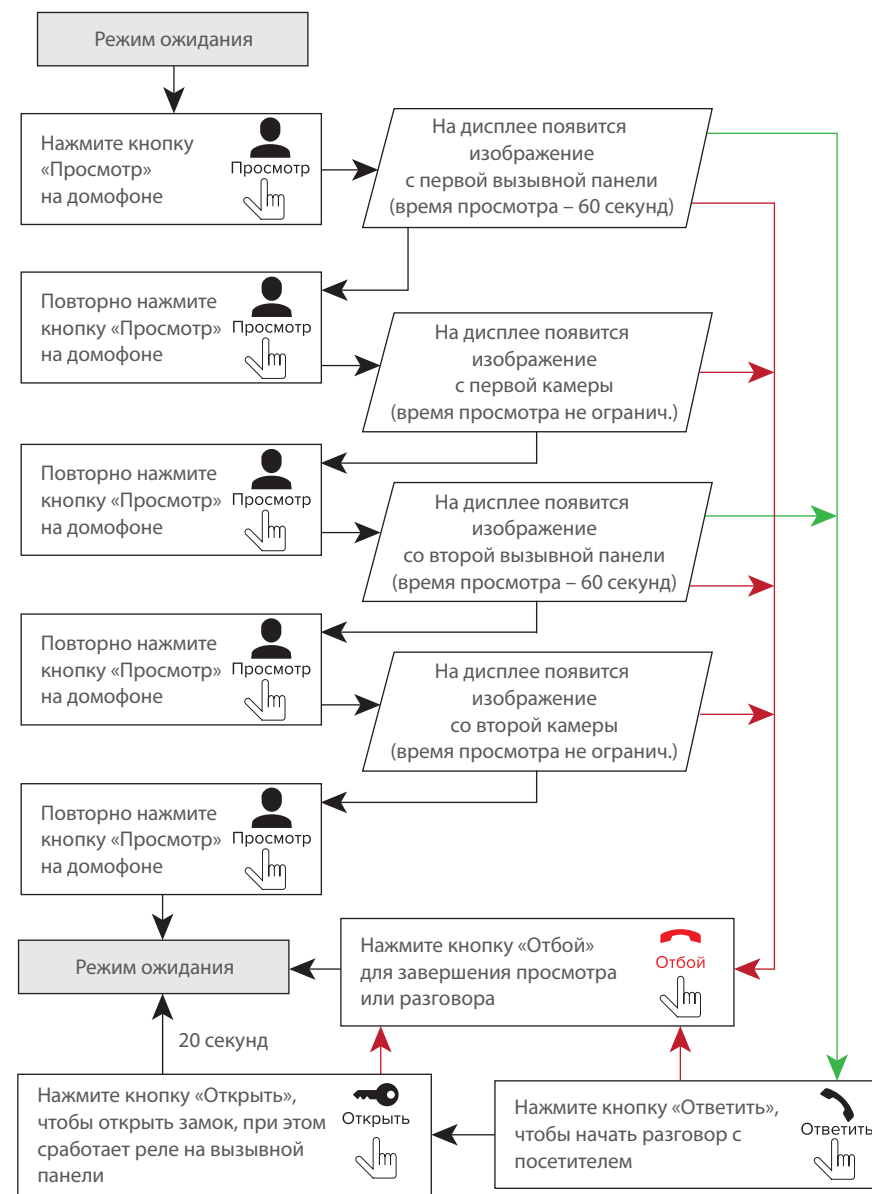 Режим ожидания
Нажмите кнопку
«Просмотр»
на домофоне
Просмотр
На дисплее появится
изображение
с первой вызывной панели
(время просмотра – 60 секунд)
Повторно нажмите
кнопку «Просмотр»
на домофоне
Просмотр
На дисплее появится
изображение
с первой камеры
(время просмотра не огранич.)
Повторно нажмите
кнопку «Просмотр»
на домофоне
Просмотр
На дисплее появится
изображение
со второй вызывной панели
(время просмотра – 60 секунд)
Повторно нажмите
кнопку «Просмотр»
на домофоне
Просмотр
На дисплее появится
изображение
со второй камеры
(время просмотра не огранич.)
Повторно нажмите
кнопку «Просмотр»
на домофоне
Просмотр
Режим ожидания
Нажмите кнопку «Отбой»
для завершения просмотра
или разговора
Отбой
20 секунд
Нажмите кнопку «Открыть»,
чтобы открыть замок, при этом
сработает реле на вызывной
панели
Открыть
Нажмите кнопку «Ответить»,
чтобы начать разговор с
посетителем
Ответить